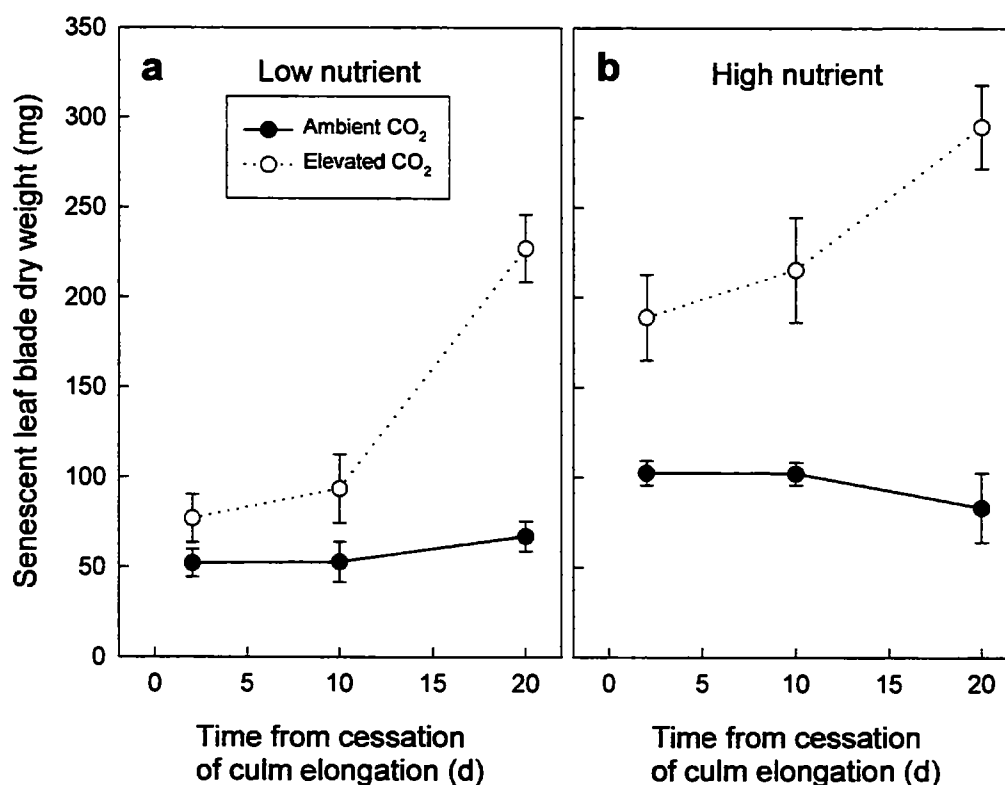 a
Low nutrient
Ambient CO₂
Elevated CO₂
b
High nutrient
Senescent leaf blade dry weight (mg)
350
300
250
200
150
100
50
0
0 5 10 15 20
0 5 10 15 20
Time from cessation
of culm elongation (d)
Time from cessation
of culm elongation (d)